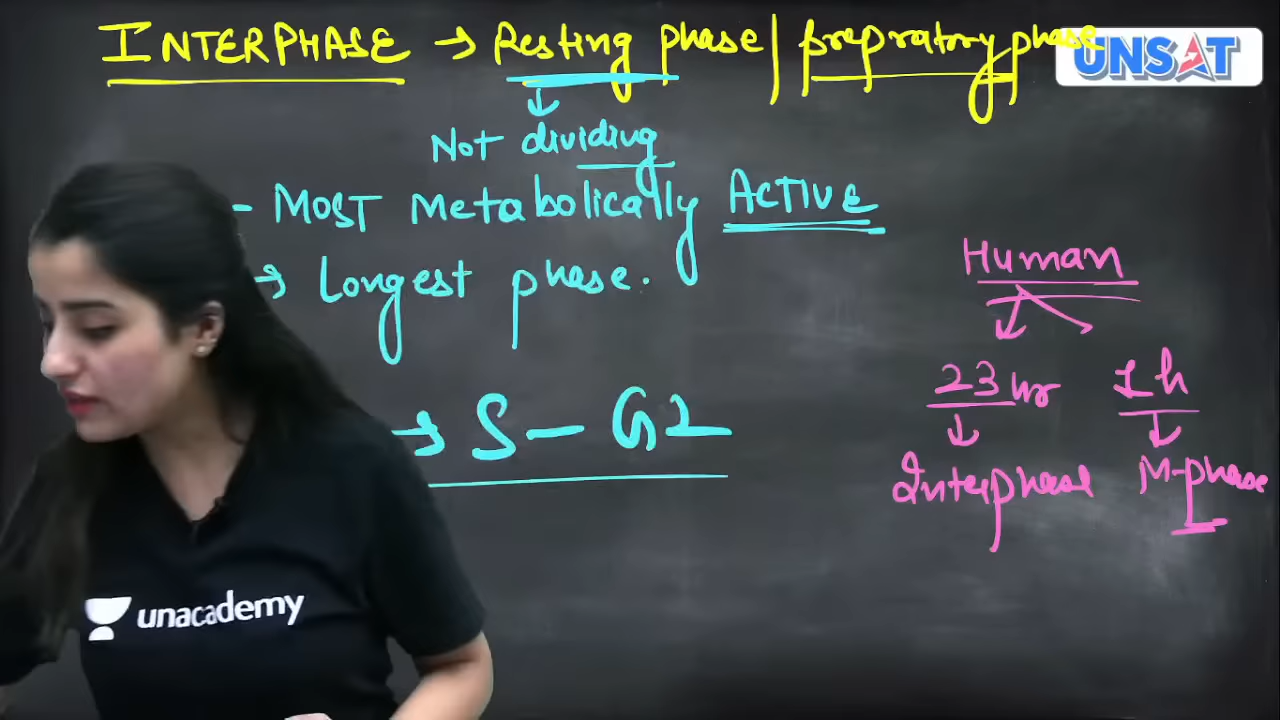 INTERPHASE → Resting phase | prepratory phase
UNSAT
↓
Not dividing
- MOST Metabolically ACTIVE
→ Longest phase.
Human
23 hr 1 h
↓ ↓
Interphase M-phase
→ S - G2
unacademy